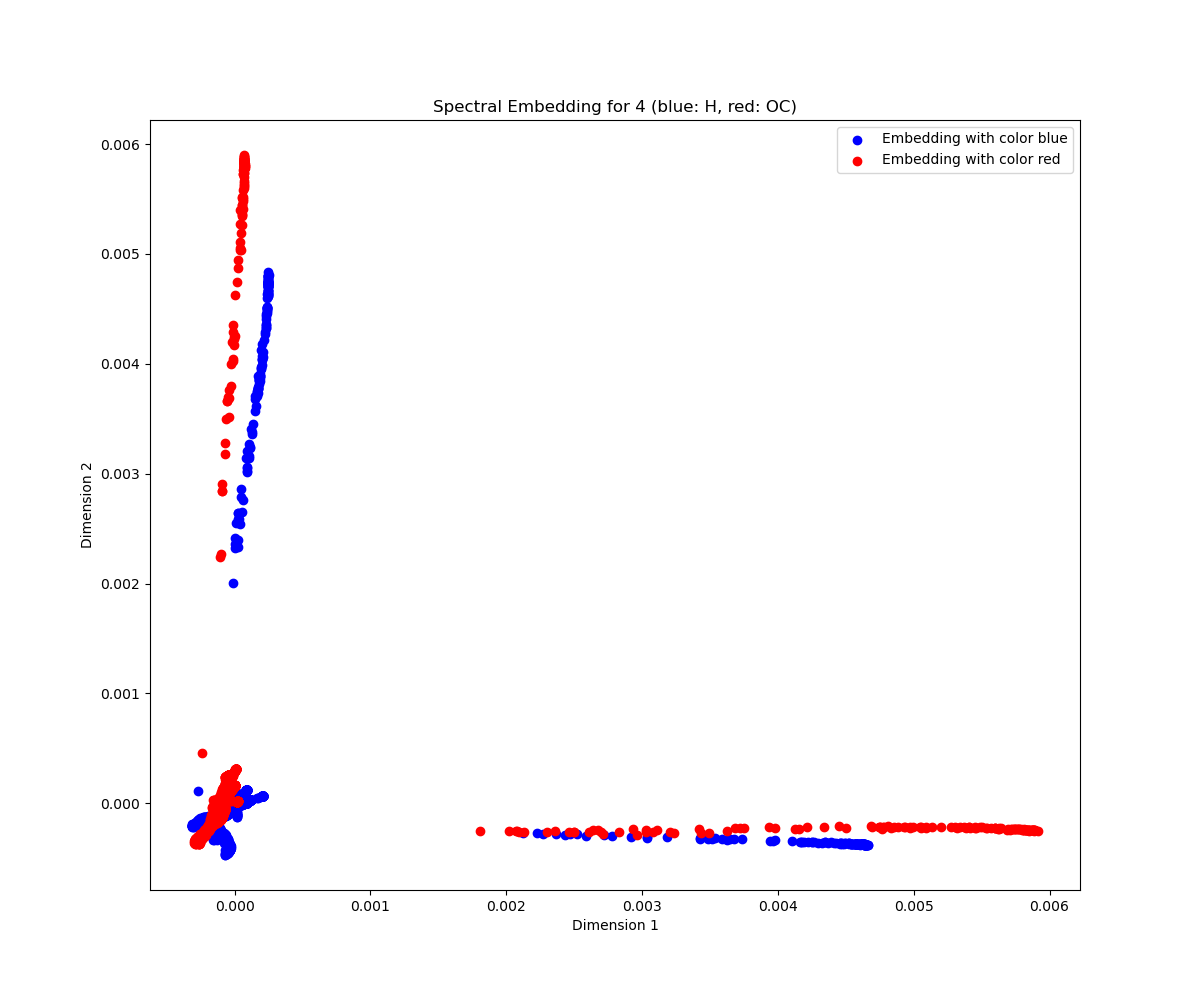 Spectral Embedding for 4 (blue: H, red: OC)
Embedding with color blue
Embedding with color red
0.006
0.005
0.004
0.003
0.002
0.001
0.000
Dimension 2
0.000 0.001 0.002 0.003 0.004 0.005 0.006
Dimension 1